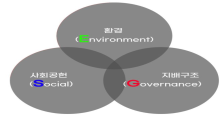 환경
(Environment)
사회공헌
(Social)
지배구조
(Governance)